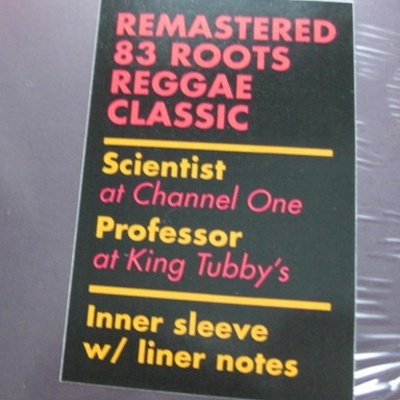 REMASTERED
83 ROOTS
REGGAE
CLASSIC
Scientist
at Channel One
Professor
at King Tubby's
Inner sleeve
w/ liner notes